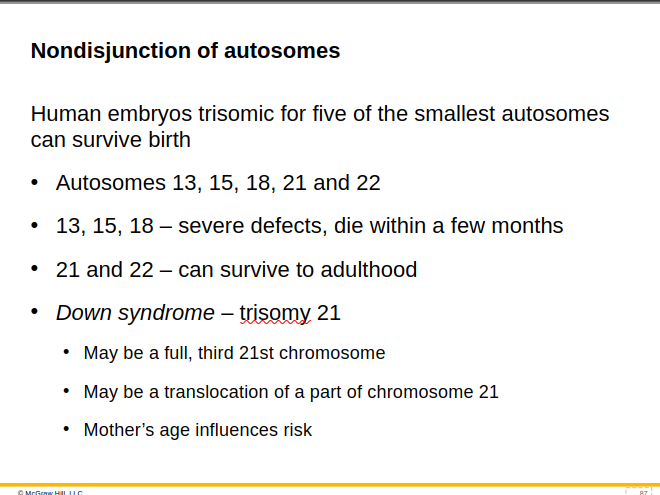 Nondisjunction of autosomes
Human embryos trisomic for five of the smallest autosomes
can survive birth
• Autosomes 13, 15, 18, 21 and 22
• 13, 15, 18 – severe defects, die within a few months
• 21 and 22 – can survive to adulthood
• Down syndrome – trisomy 21
• May be a full, third 21st chromosome
• May be a translocation of a part of chromosome 21
• Mother’s age influences risk
© McGraw Hill, LLC
87